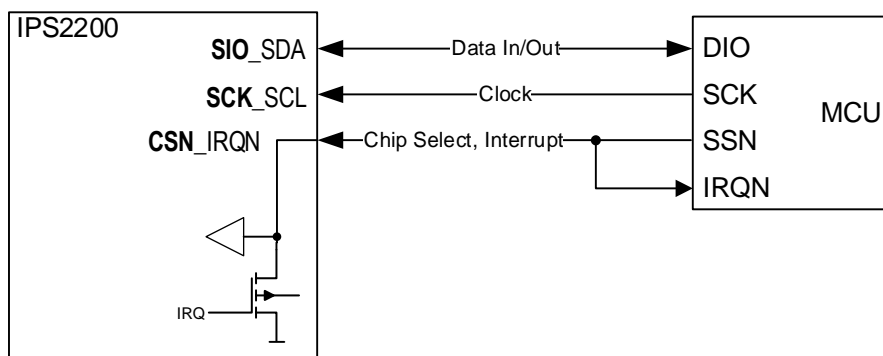 IPS2200
SIO_SDA
Data In/Out
DIO
SCK_SCL
Clock
SCK
MCU
CSN_IRQN
Chip Select, Interrupt
SSN
IRQN
IRQ